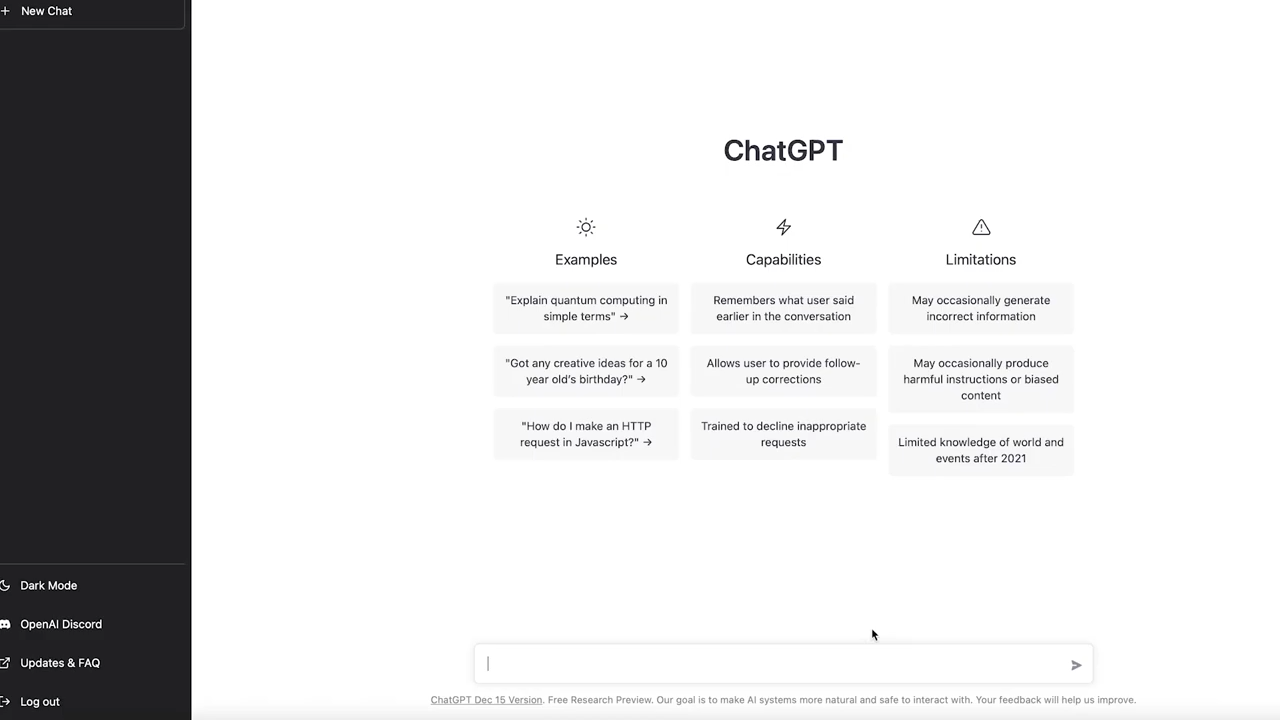 New Chat
ChatGPT
Examples
"Explain quantum computing in
simple terms" →
"Got any creative ideas for a 10
year old's birthday?" →
"How do I make an HTTP
request in Javascript?" →
Capabilities
Remembers what user said
earlier in the conversation
Allows user to provide follow-
up corrections
Trained to decline inappropriate
requests
Limitations
May occasionally generate
incorrect information
May occasionally produce
harmful instructions or biased
content
Limited knowledge of world and
events after 2021
Dark Mode
OpenAI Discord
Updates & FAQ
Log out
ChatGPT Dec 15 Version. Free Research Preview. Our goal is to make AI systems more natural and safe to interact with. Your feedback will help us improve.